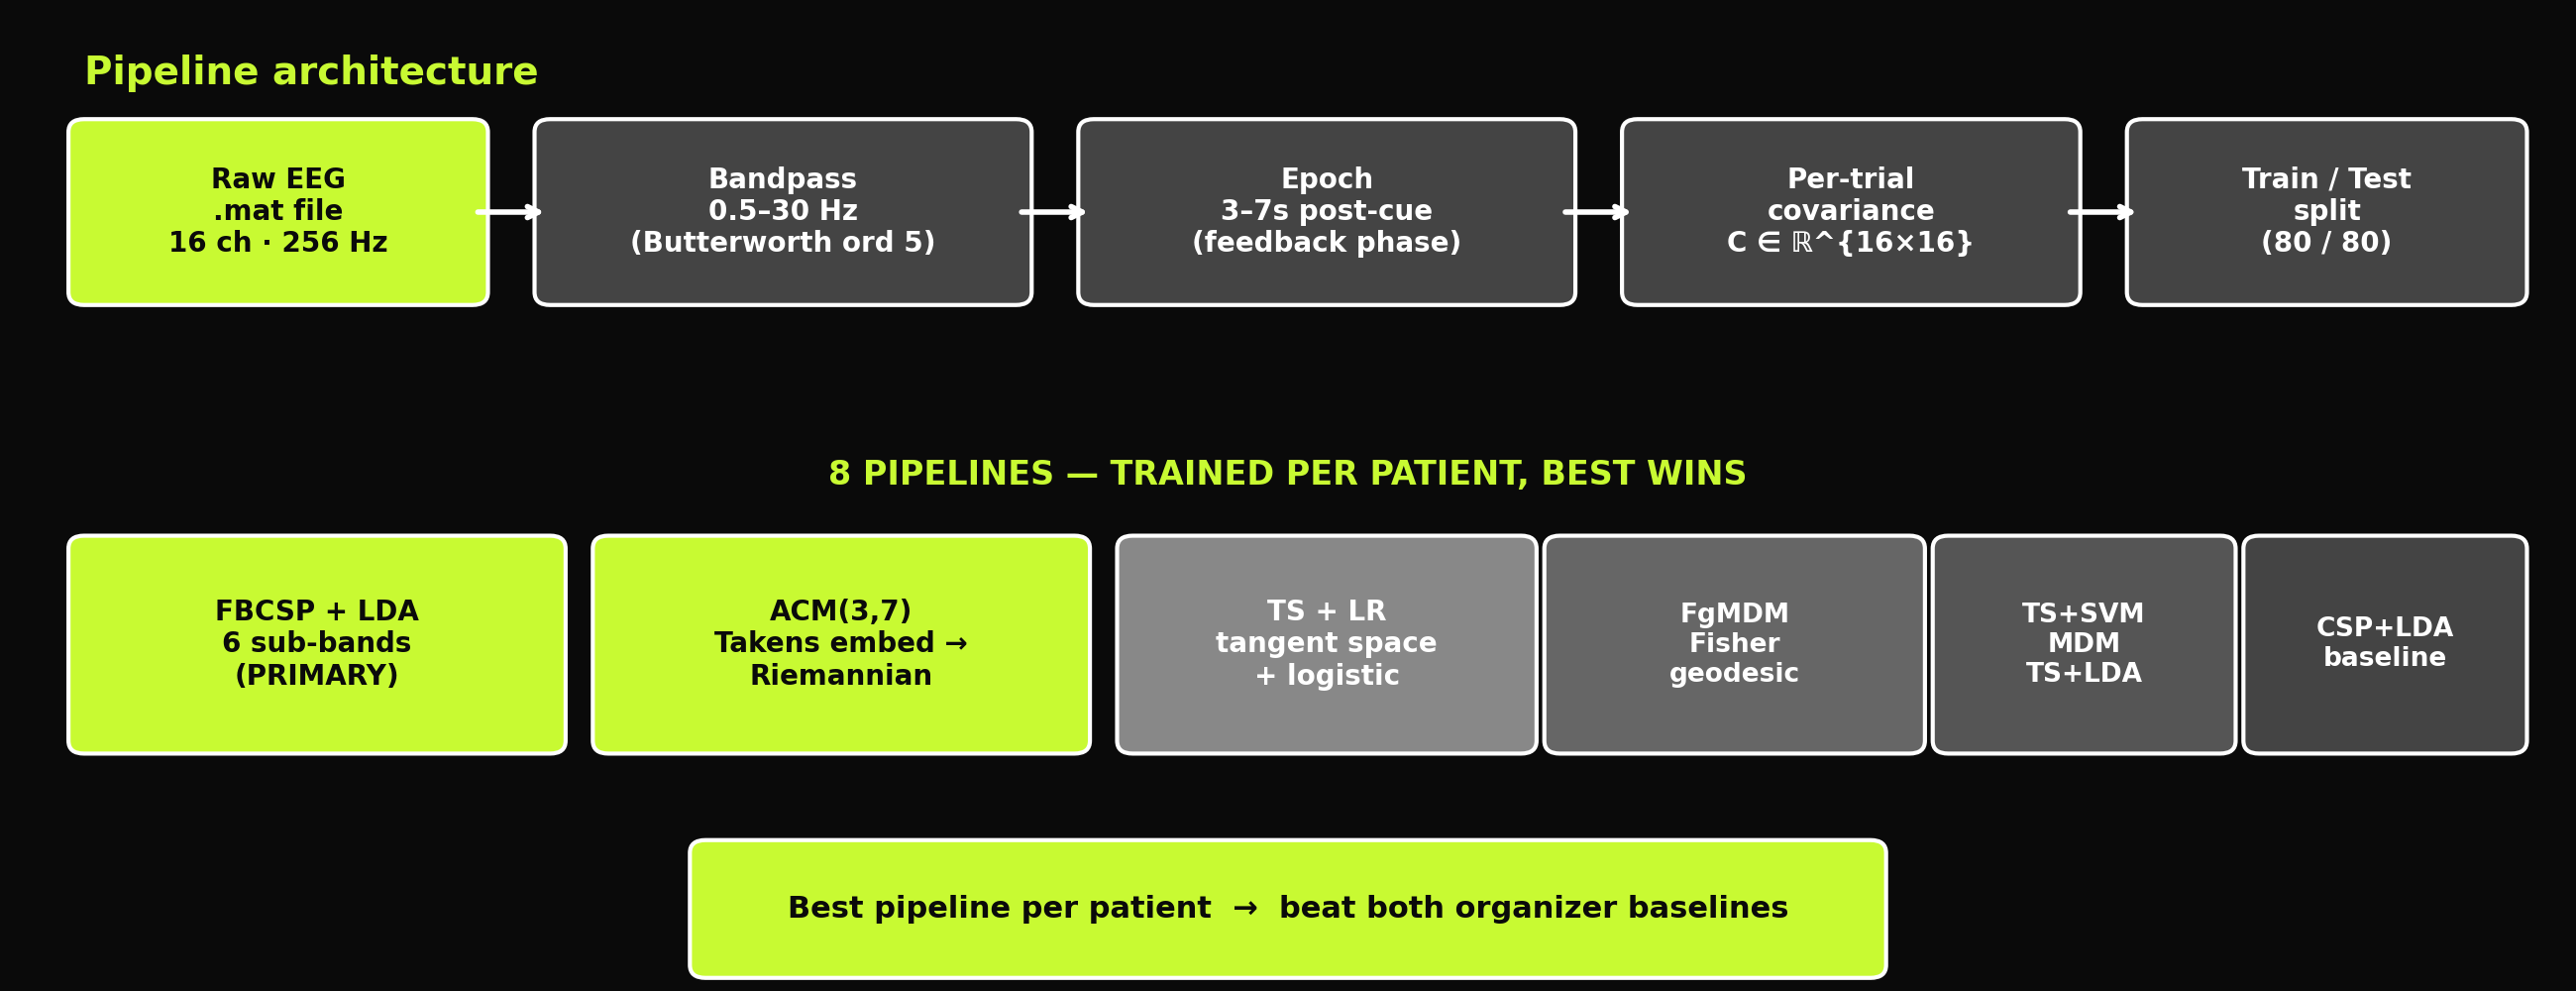 Pipeline architecture
Raw EEG
.mat file
16 ch · 256 Hz
Bandpass
0.5–30 Hz
(Butterworth ord 5)
Epoch
3–7s post-cue
(feedback phase)
Per-trial
covariance
C ∈ ℝ^{16×16}
Train / Test
split
(80 / 80)
8 PIPELINES — TRAINED PER PATIENT, BEST WINS
FBCSP + LDA
6 sub-bands
(PRIMARY)
ACM(3,7)
Takens embed →
Riemannian
TS + LR
tangent space
+ logistic
FgMDM
Fisher
geodesic
TS+SVM
MDM
TS+LDA
CSP+LDA
baseline
Best pipeline per patient → beat both organizer baselines